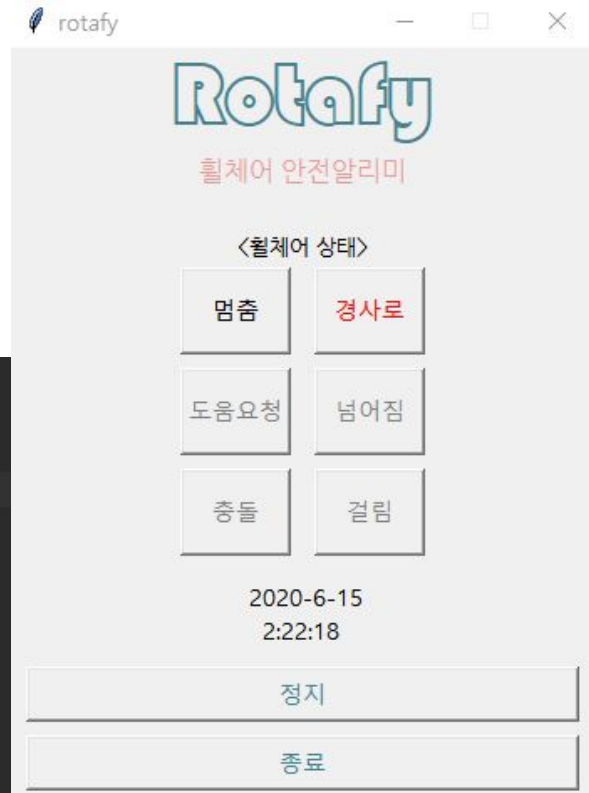 rotafy
Rotafy
휠체어 안전알리미
<휠체어 상태>
멈춤 경사로
도움요청 넘어짐
충돌 걸림
2020-6-15
2:22:18
정지
종료